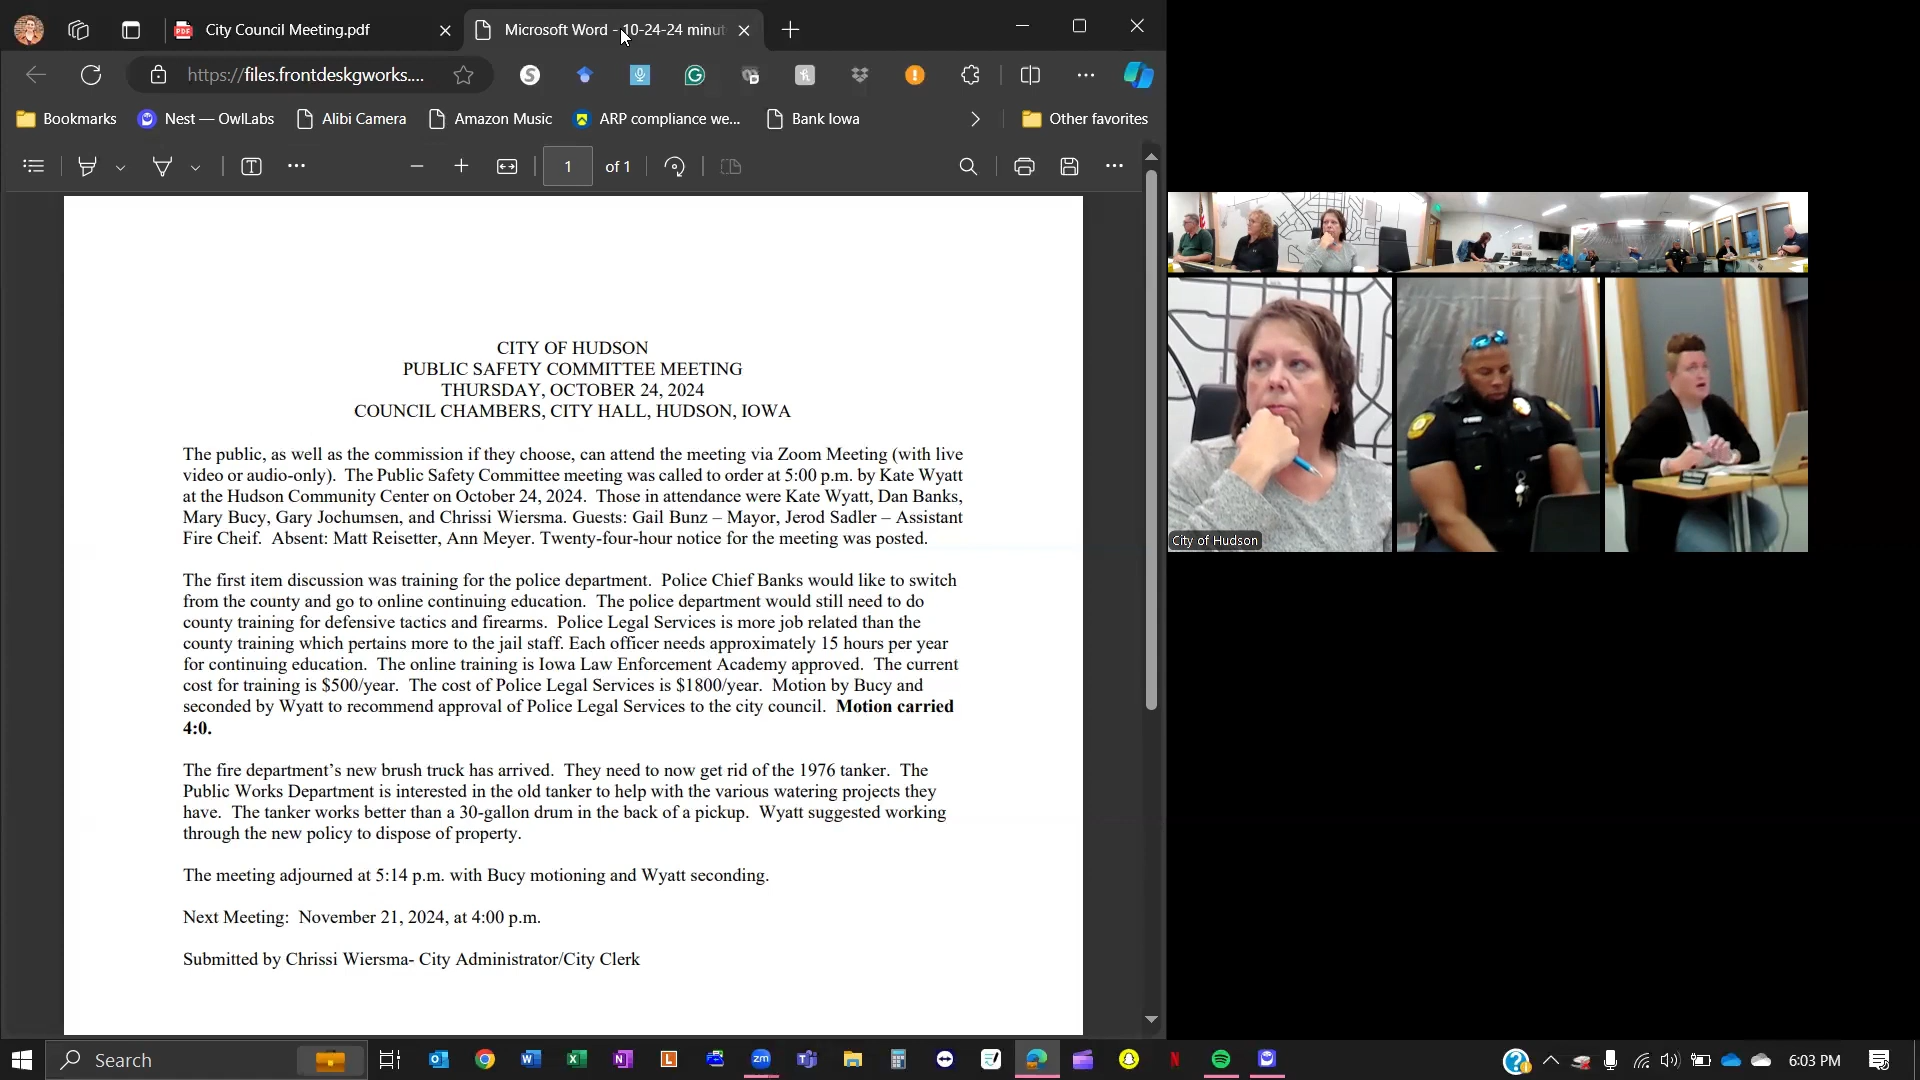 City Council Meeting.pdf
Microsoft Word - 10-24-24 minut
https://files.frontdeskgworks....
Bookmarks
Nest — OwlLabs
Alibi Camera
Amazon Music
ARP compliance we...
Bank Iowa
Other favorites
1 of 1
CITY OF HUDSON
PUBLIC SAFETY COMMITTEE MEETING
THURSDAY, OCTOBER 24, 2024
COUNCIL CHAMBERS, CITY HALL, HUDSON, IOWA
The public, as well as the commission if they choose, can attend the meeting via Zoom Meeting (with live
video or audio-only). The Public Safety Committee meeting was called to order at 5:00 p.m. by Kate Wyatt
at the Hudson Community Center on October 24, 2024. Those in attendance were Kate Wyatt, Dan Banks,
Mary Bucy, Gary Jochumsen, and Chrissi Wiersma. Guests: Gail Bunz – Mayor, Jerod Sadler – Assistant
Fire Cheif. Absent: Matt Reisetter, Ann Meyer. Twenty-four-hour notice for the meeting was posted.
The first item discussion was training for the police department. Police Chief Banks would like to switch
from the county and go to online continuing education. The police department would still need to do
county training for defensive tactics and firearms. Police Legal Services is more job related than the
county training which pertains more to the jail staff. Each officer needs approximately 15 hours per year
for continuing education. The online training is Iowa Law Enforcement Academy approved. The current
cost for training is $500/year. The cost of Police Legal Services is $1800/year. Motion by Bucy and
seconded by Wyatt to recommend approval of Police Legal Services to the city council. Motion carried
4:0.
The fire department’s new brush truck has arrived. They need to now get rid of the 1976 tanker. The
Public Works Department is interested in the old tanker to help with the various watering projects they
have. The tanker works better than a 30-gallon drum in the back of a pickup. Wyatt suggested working
through the new policy to dispose of property.
The meeting adjourned at 5:14 p.m. with Bucy motioning and Wyatt seconding.
Next Meeting: November 21, 2024, at 4:00 p.m.
Submitted by Chrissi Wiersma- City Administrator/City Clerk
City of Hudson
Search
6:03 PM